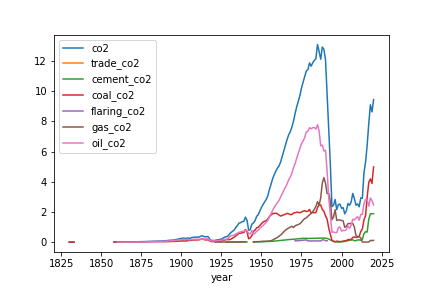 12
10
8
6
4
2
0
co2
trade_co2
cement_co2
coal_co2
flaring_co2
gas_co2
oil_co2
1825 1850 1875 1900 1925 1950 1975 2000 2025
year